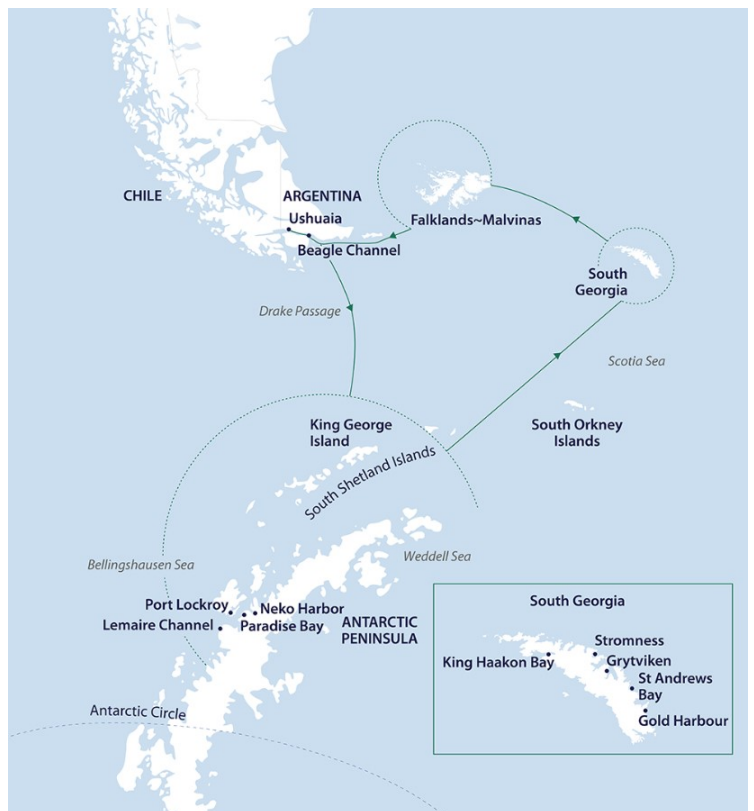 CHILE
ARGENTINA
Ushuaia
Beagle Channel
Falklands~Malvinas
South
Georgia
Drake Passage
Scotia Sea
King George
Island
South Orkney
Islands
South Shetland Islands
Bellingshausen Sea
Weddell Sea
Port Lockroy
Neko Harbor
Lemaire Channel
Paradise Bay
ANTARCTIC
PENINSULA
Antarctic Circle
South Georgia
Stromness
King Haakon Bay
Grytviken
St Andrews
Bay
Gold Harbour